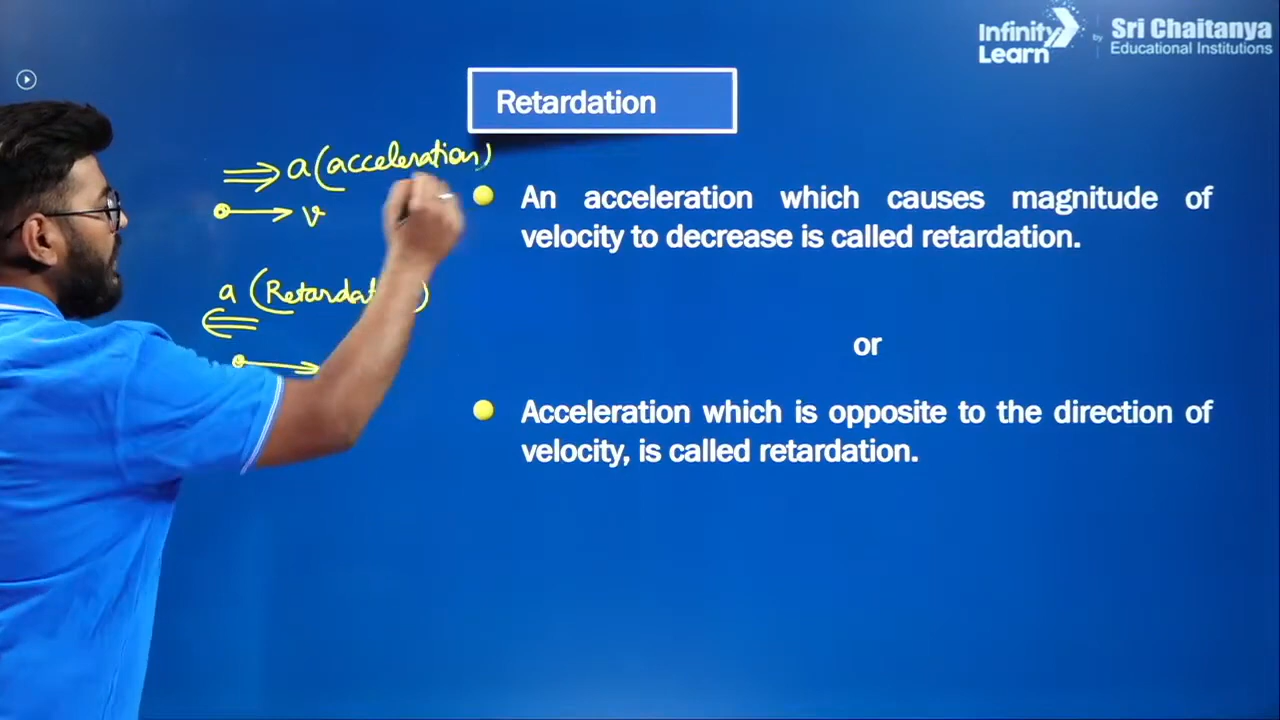 Infinity
Learn
by
Sri Chaitanya
Educational Institutions
Retardation
a (acceleration)
v
An acceleration which causes magnitude of
velocity to decrease is called retardation.
a (
or
Acceleration which is opposite to the direction of
velocity, is called retardation.